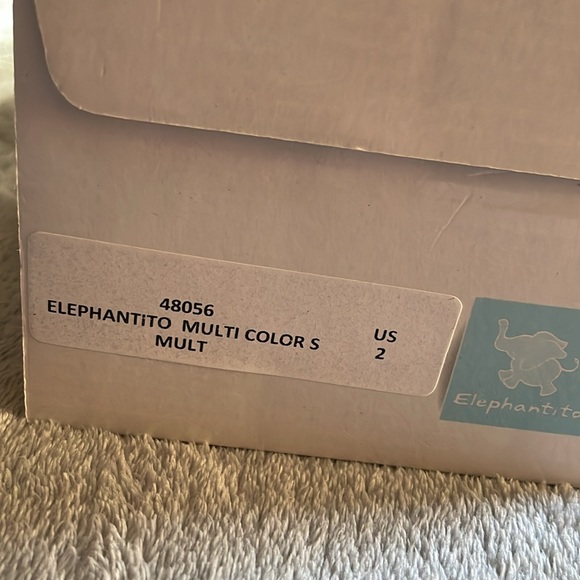 48056
ELEPHANTiTO MULTI COLOR S
MULT
US
2
Elephantito